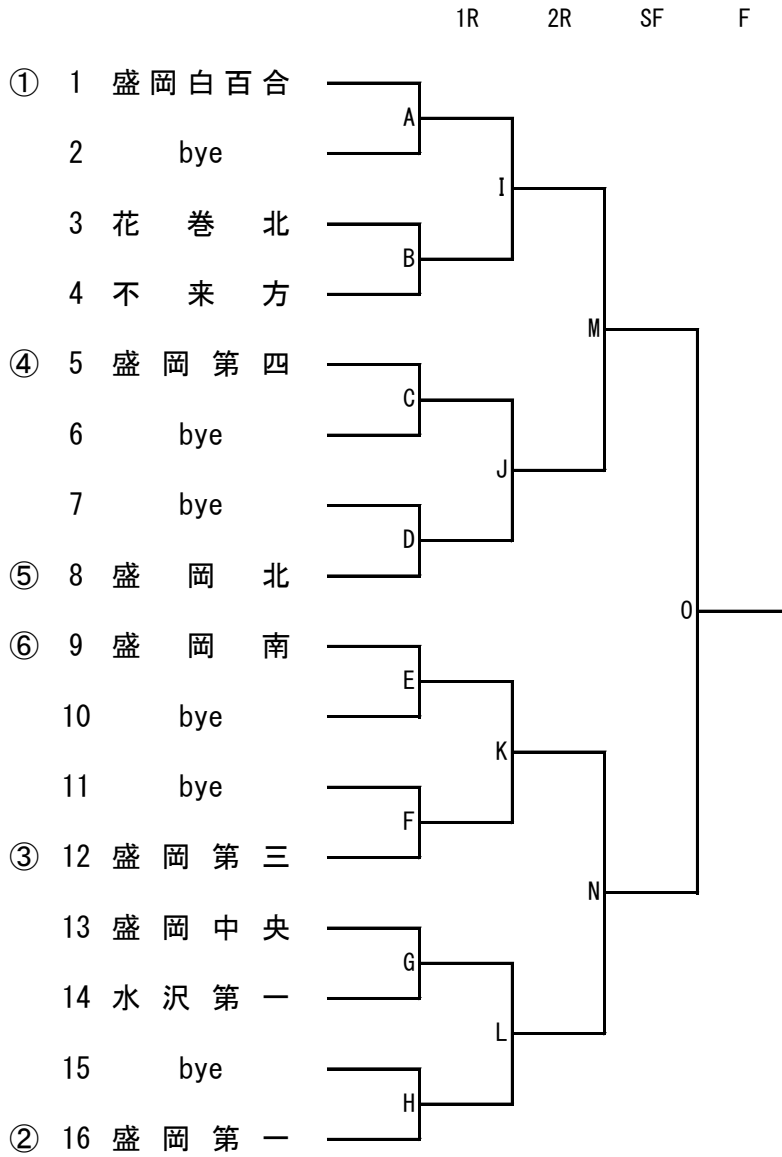 1R 2R SF F
① 1 盛岡白百合
A
2 bye
I
3 花巻北
B
4 不来方
M
④ 5 盛岡第四
C
6 bye
J
7 bye
D
⑤ 8 盛岡北
O
⑥ 9 盛岡南
E
10 bye
K
11 bye
F
③ 12 盛岡第三
N
13 盛岡中央
G
14 水沢第一
L
15 bye
H
② 16 盛岡第一